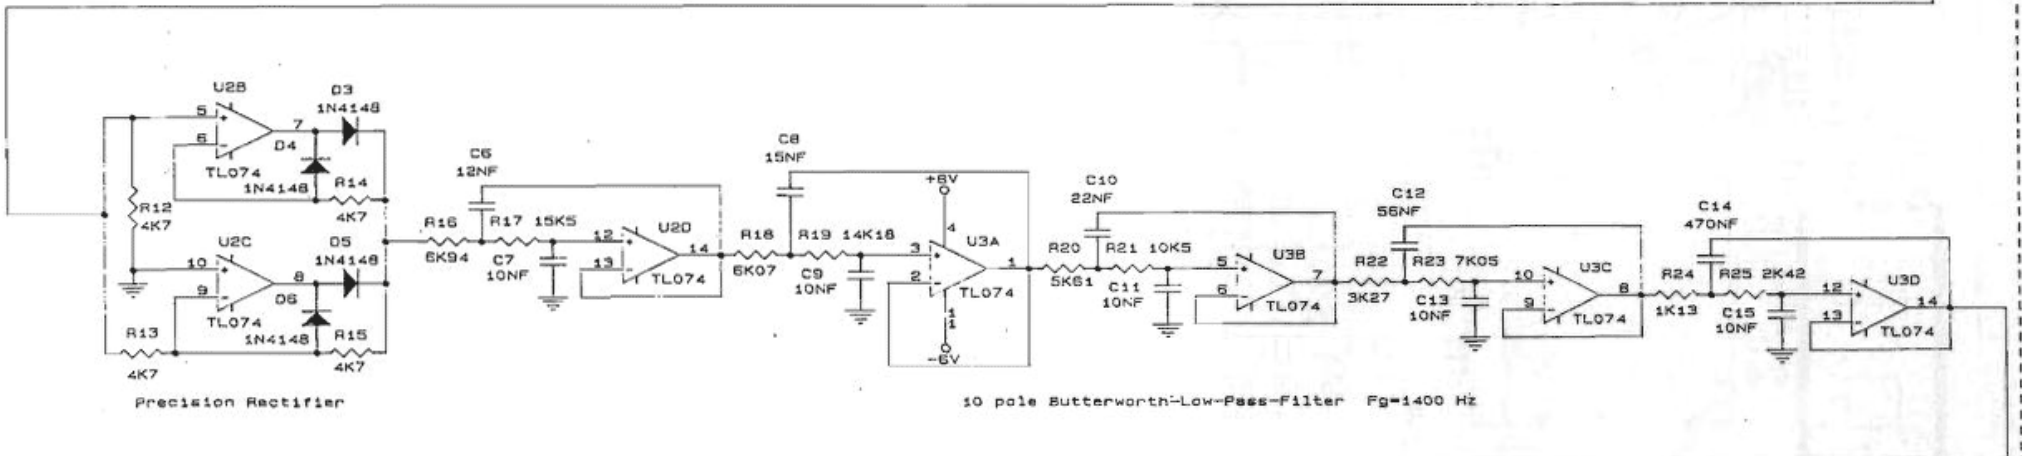 U2B
5
+
6
-
7
TL074
D3
1N4148
D4
1N4148
R14
4K7
R12
4K7
U2C
10
+
9
-
8
TL074
D5
1N4148
D6
1N4148
R15
4K7
R13
4K7
Precision Rectifier
C6
12NF
R16
6K94
R17 15K5
C7
10NF
U2D
12
+
13
-
14
TL074
C8
15NF
R18
6K07
R19 14K18
C9
10NF
+6V
4
U3A
3
+
2
-
1
TL074
1
1
-6V
C10
22NF
R20
5K61
R21 10K5
C11
10NF
U3B
5
+
6
-
7
TL074
C12
56NF
R22
3K27
R23 7K05
C13
10NF
U3C
10
+
9
-
8
TL074
C14
470NF
R24
1K13
R25 2K42
C15
10NF
U3D
12
+
13
-
14
TL074
10 pole Butterworth-Low-Pass-Filter Fg=1400 Hz